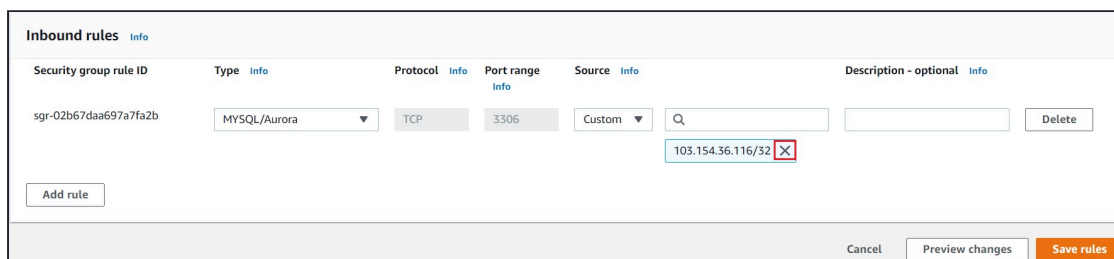 Inbound rules Info
Security group rule ID Type Info Protocol Info Port range Info Source Info Description - optional Info
sgr-02b67daa697a7fa2b MYSQL/Aurora TCP 3306 Custom Delete
103.154.36.116/32
Add rule
Cancel Preview changes Save rules